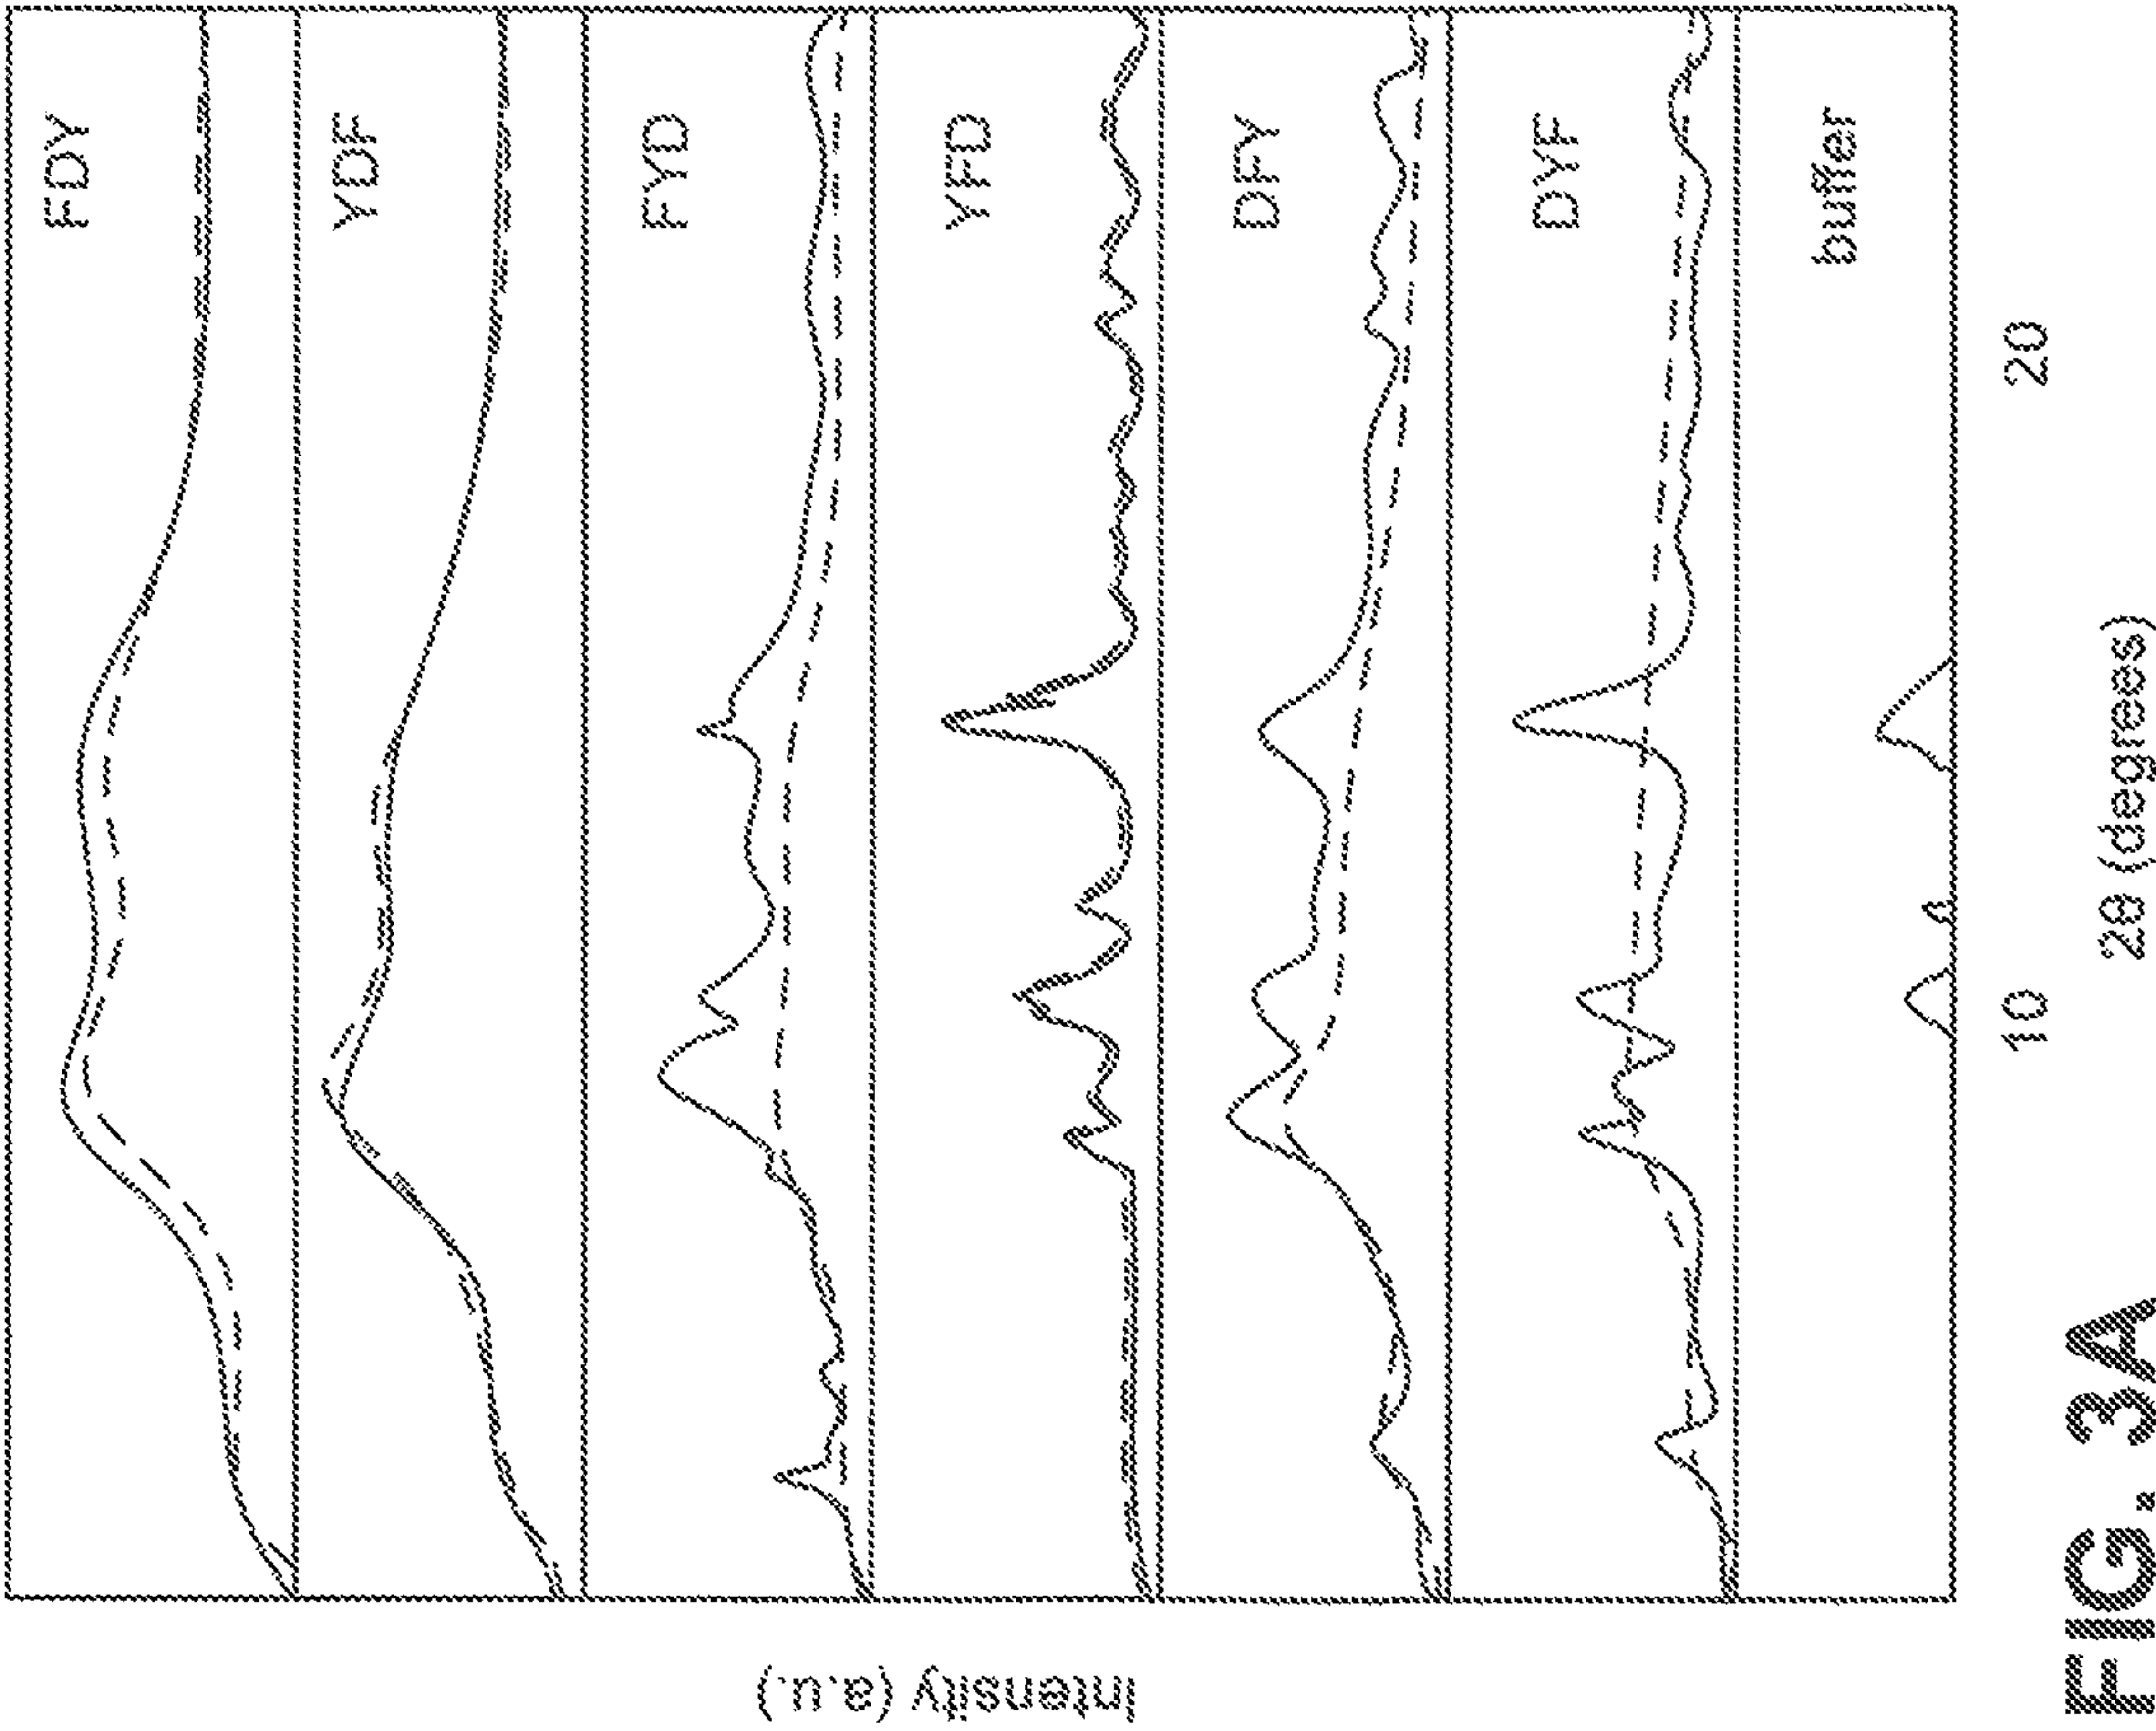 FDY
YDF
FYD
YFD
DFY
DYF
buffer
Intensity (a.u.)
10
20
2θ (degrees)
FIG. 3A